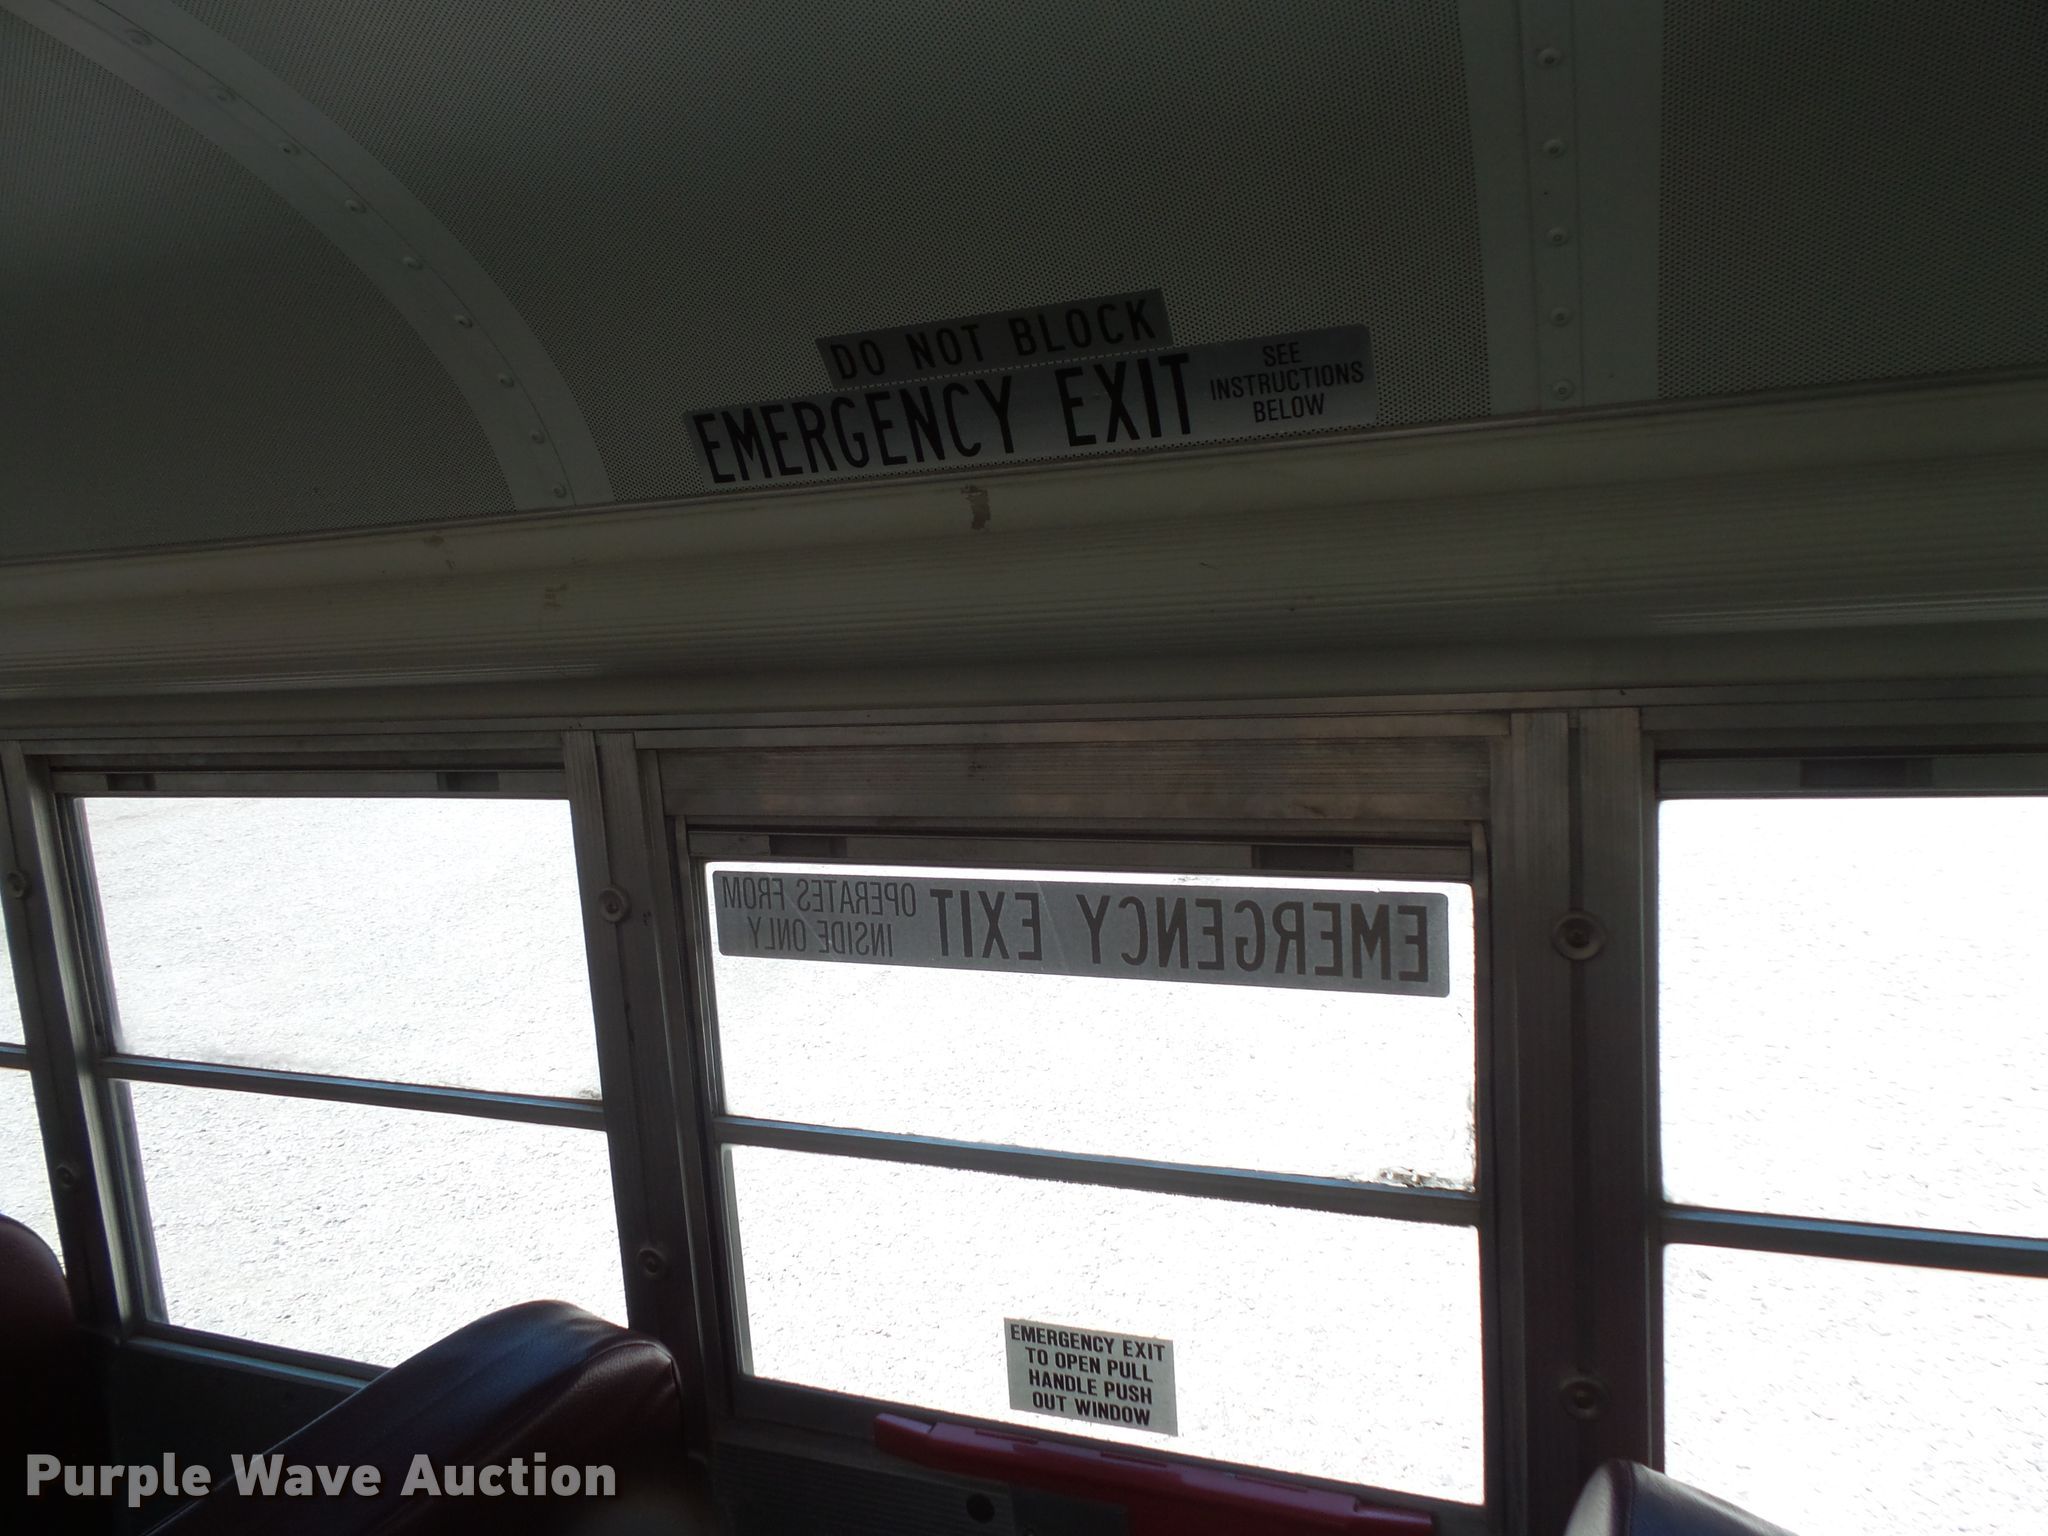 DO NOT BLOCK
EMERGENCY EXIT
SEE
INSTRUCTIONS
BELOW
EMERGENCY EXIT
OPERATES FROM
INSIDE ONLY
EMERGENCY EXIT
TO OPEN PULL
HANDLE PUSH
OUT WINDOW
Purple Wave Auction